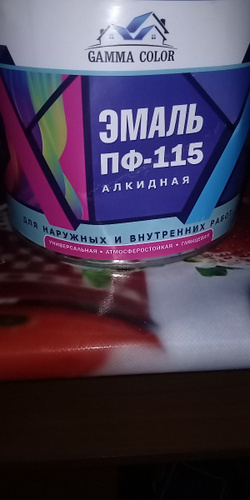 GAMMA COLOR
ЭМАЛЬ
ПФ-115
АЛКИДНАЯ
ДЛЯ НАРУЖНЫХ И ВНУТРЕННИХ РАБОТ
УНИВЕРСАЛЬНАЯ • АТМОСФЕРОСТОЙКАЯ • ГЛЯНЦЕВАЯ